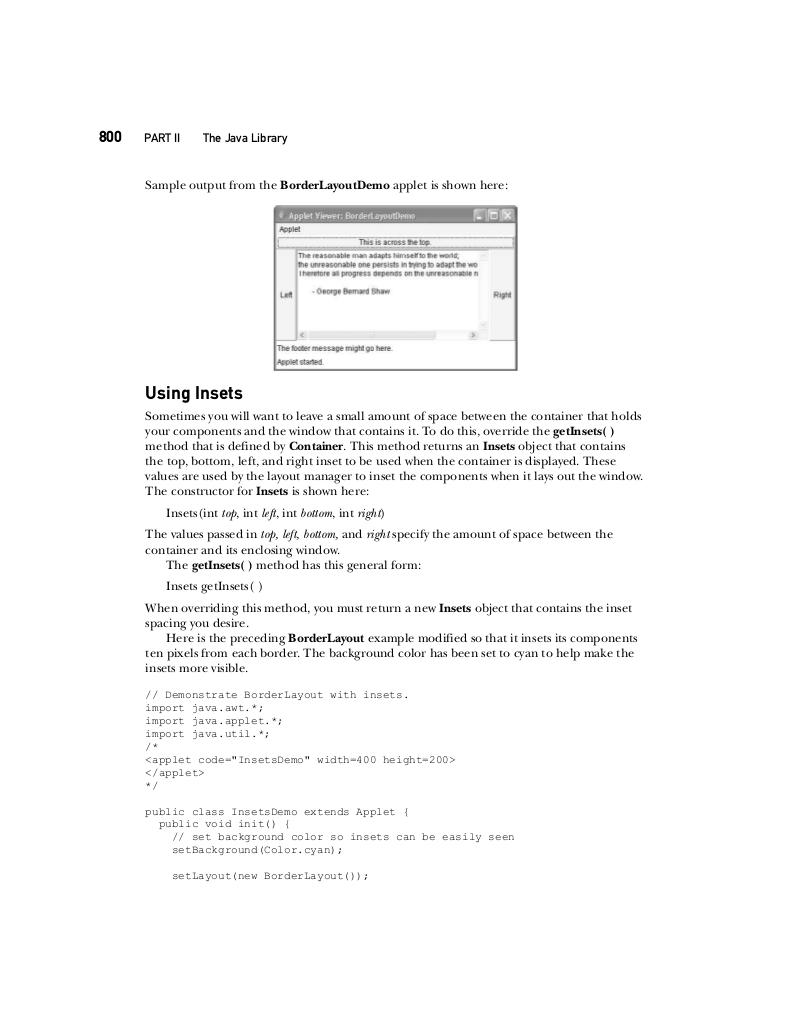 800 PART II The Java Library
Sample output from the BorderLayoutDemo applet is shown here:
Applet Viewer: BorderLayoutDemo
Applet
This is across the top.
The reasonable man adapts himself to the world;
the unreasonable one persists in trying to adapt the wo
Therefore all progress depends on the unreasonable n
Left
- George Bernard Shaw
Right
The footer message might go here.
Applet started.
Using Insets
Sometimes you will want to leave a small amount of space between the container that holds
your components and the window that contains it. To do this, override the getInsets( )
method that is defined by Container. This method returns an Insets object that contains
the top, bottom, left, and right inset to be used when the container is displayed. These
values are used by the layout manager to inset the components when it lays out the window.
The constructor for Insets is shown here:
Insets(int top, int left, int bottom, int right)
The values passed in top, left, bottom, and right specify the amount of space between the
container and its enclosing window.
The getInsets( ) method has this general form:
Insets getInsets( )
When overriding this method, you must return a new Insets object that contains the inset
spacing you desire.
Here is the preceding BorderLayout example modified so that it insets its components
ten pixels from each border. The background color has been set to cyan to help make the
insets more visible.
// Demonstrate BorderLayout with insets.
import java.awt.*;
import java.applet.*;
import java.util.*;
/*
<applet code="InsetsDemo" width=400 height=200>
</applet>
*/
public class InsetsDemo extends Applet {
public void init() {
// set background color so insets can be easily seen
setBackground(Color.cyan);
setLayout(new BorderLayout());